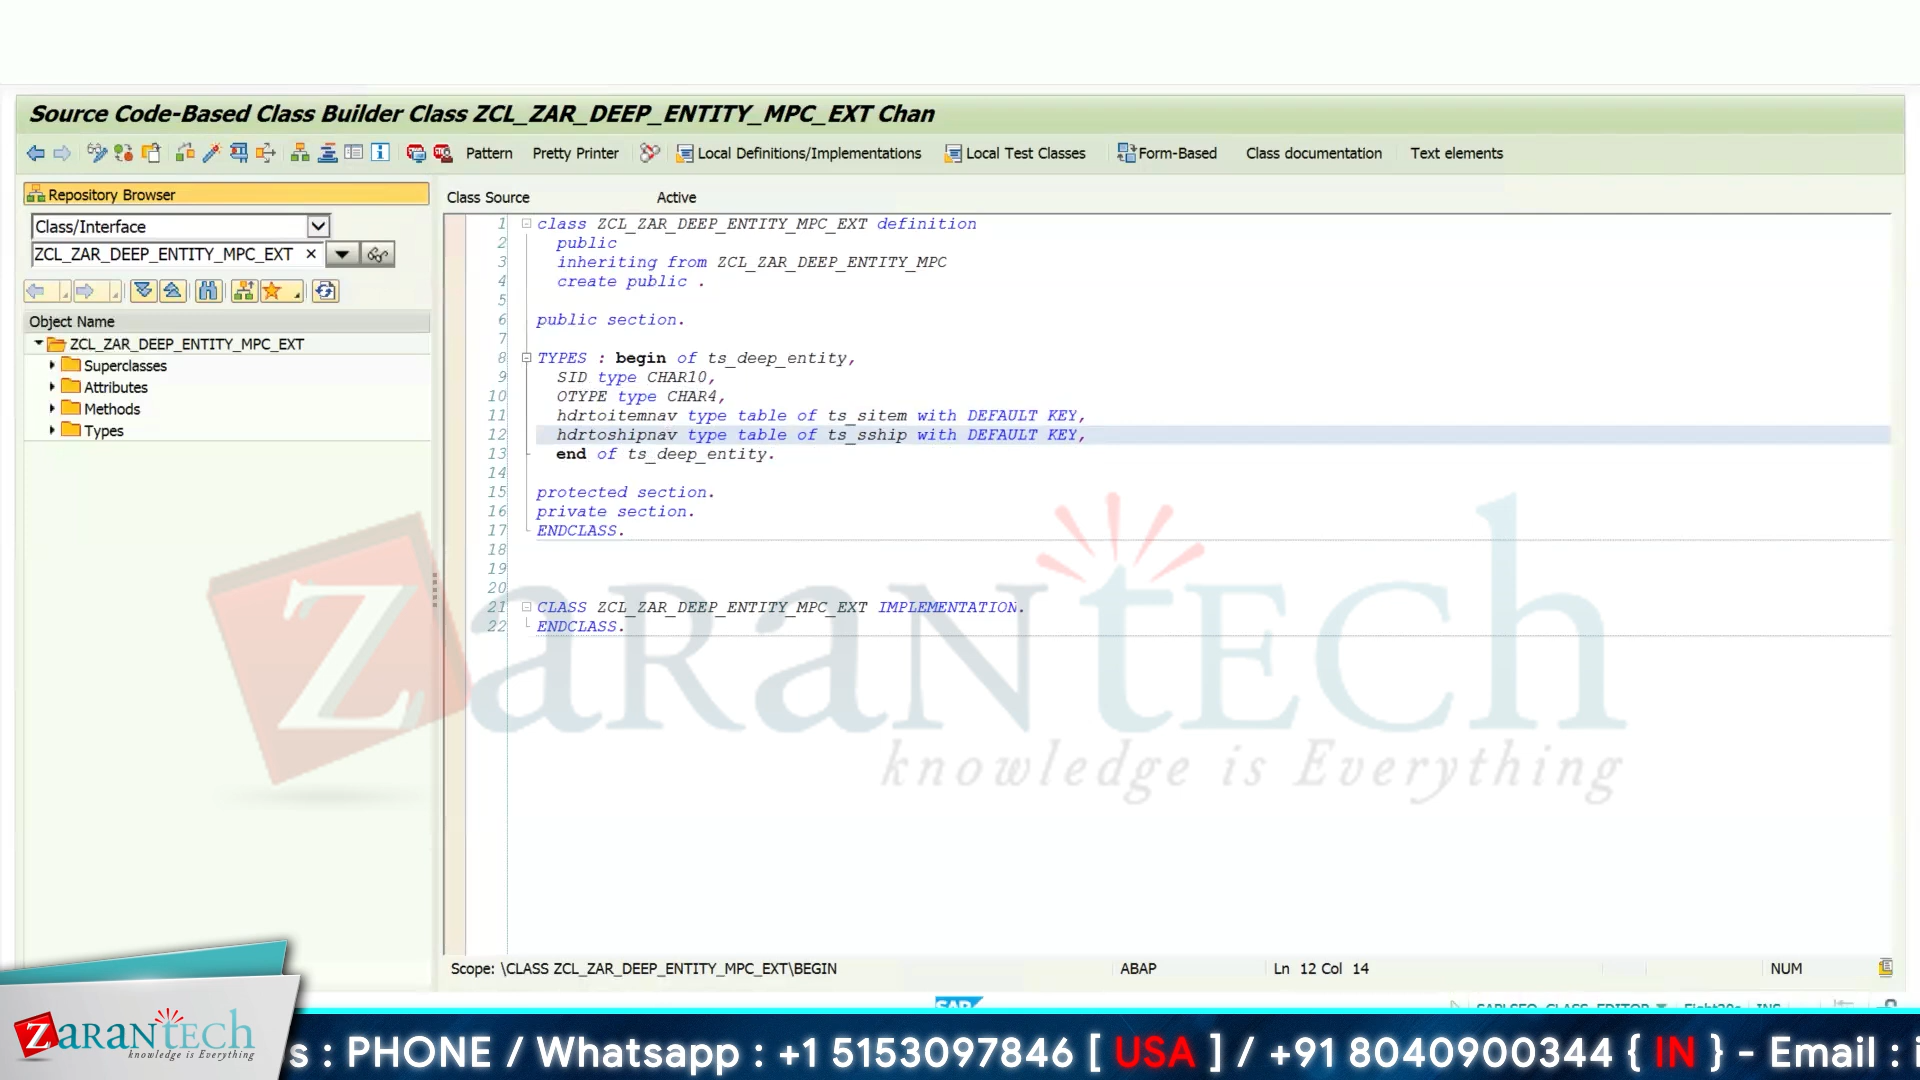 Source Code-Based Class Builder Class ZCL_ZAR_DEEP_ENTITY_MPC_EXT Chan
Pattern Pretty Printer Local Definitions/Implementations Local Test Classes Form-Based Class documentation Text elements
Repository Browser
Class/Interface
ZCL_ZAR_DEEP_ENTITY_MPC_EXT
Object Name
ZCL_ZAR_DEEP_ENTITY_MPC_EXT
Superclasses
Attributes
Methods
Types
Class Source Active
1 class ZCL_ZAR_DEEP_ENTITY_MPC_EXT definition
2 public
3 inheriting from ZCL_ZAR_DEEP_ENTITY_MPC
4 create public .
5
6 public section.
7
8 TYPES : begin of ts_deep_entity,
9 SID type CHAR10,
10 OTYPE type CHAR4,
11 hdrtoitemnav type table of ts_sitem with DEFAULT KEY,
12 hdrtoshipnav type table of ts_sship with DEFAULT KEY,
13 end of ts_deep_entity.
14
15 protected section.
16 private section.
17 ENDCLASS.
18
19
20
21 CLASS ZCL_ZAR_DEEP_ENTITY_MPC_EXT IMPLEMENTATION.
22 ENDCLASS.
ZaranTech
knowledge is Everything
Scope: \CLASS ZCL_ZAR_DEEP_ENTITY_MPC_EXT\BEGIN ABAP Ln 12 Col 14 NUM
SAP
ZaranTech
knowledge is Everything
s : PHONE / Whatsapp : +1 5153097846 [ USA ] / +91 8040900344 { IN } - Email : i